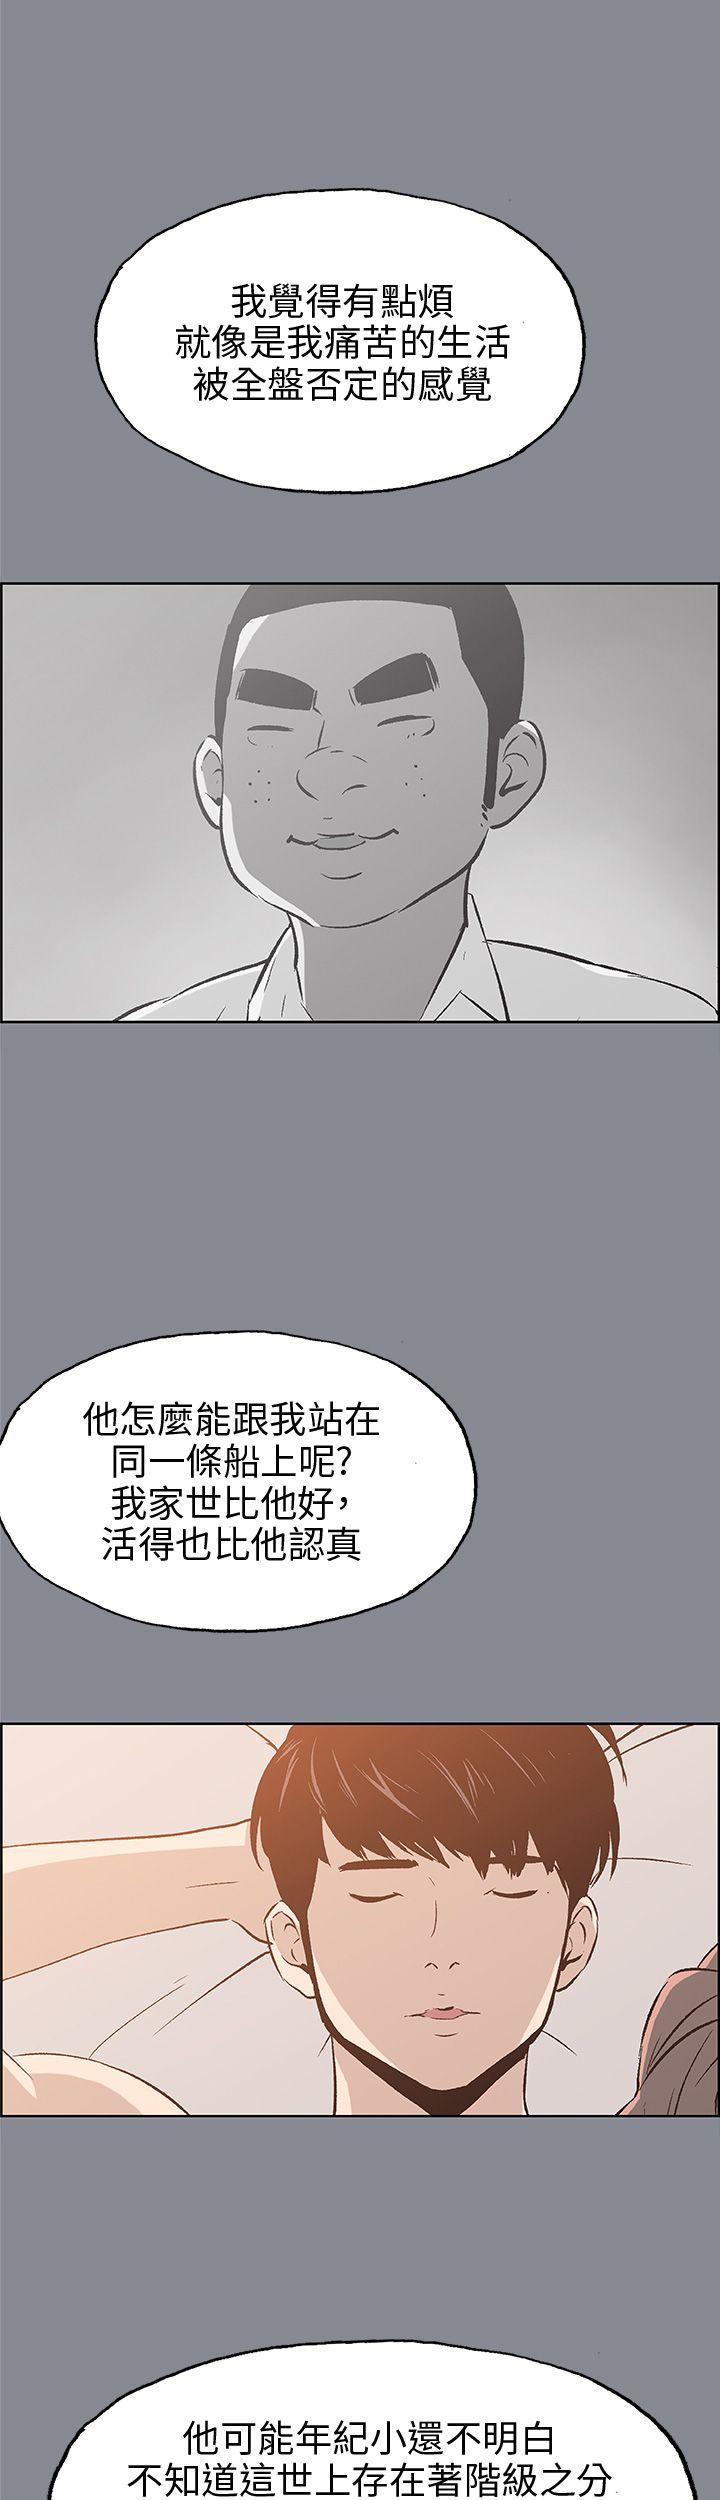 我覺得有點煩
就像是我痛苦的生活
被全盤否定的感覺
他怎麼能跟我站在
同一條船上呢?
我家世比他好，
活得也比他認真
他可能年紀小還不明白
不知道這世上存在著階級之分